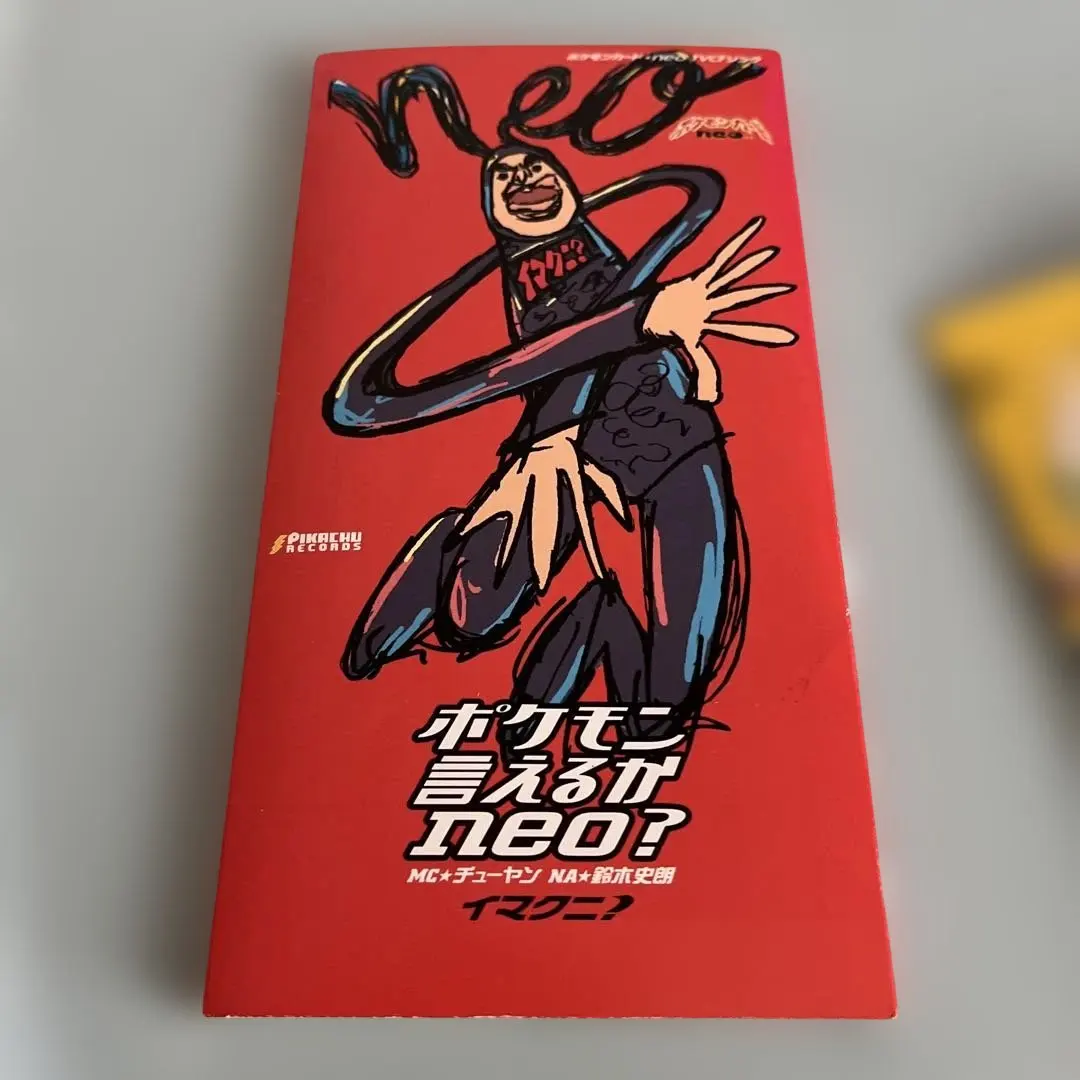 neo
ポケモンカード★neo TVCFソング
ポケモンカード
neo
イマクニ?
PIKACHU
RECORDS
ポケモン
言えるか
neo?
MC★チューヤン NA★鈴木史朗
イマクニ?